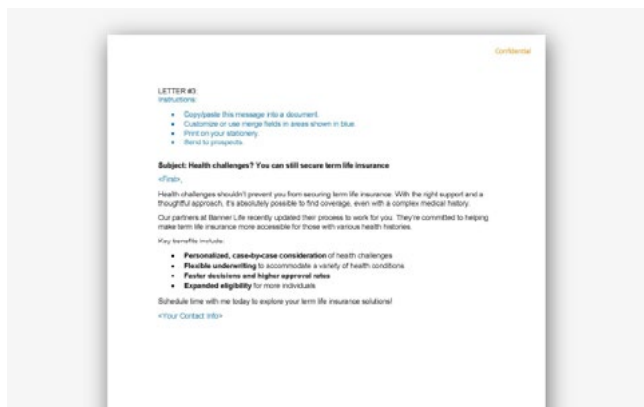 Confidential
LETTER #3:
Instructions:
• Copy/paste this message into a document.
• Customize or use merge fields in areas shown in blue.
• Print on your stationery.
• Send to prospects.
Subject: Health challenges? You can still secure term life insurance
<First>,
Health challenges shouldn't prevent you from securing term life insurance. With the right support and a
thoughtful approach, it's absolutely possible to find coverage, even with a complex medical history.
Our partners at Banner Life recently updated their process to work for you. They're committed to helping
make term life insurance more accessible for those with various health histories.
Key benefits include:
• Personalized, case-by-case consideration of health challenges
• Flexible underwriting to accommodate a variety of health conditions
• Faster decisions and higher approval rates
• Expanded eligibility for more individuals
Schedule time with me today to explore your term life insurance solutions!
<Your Contact Info>